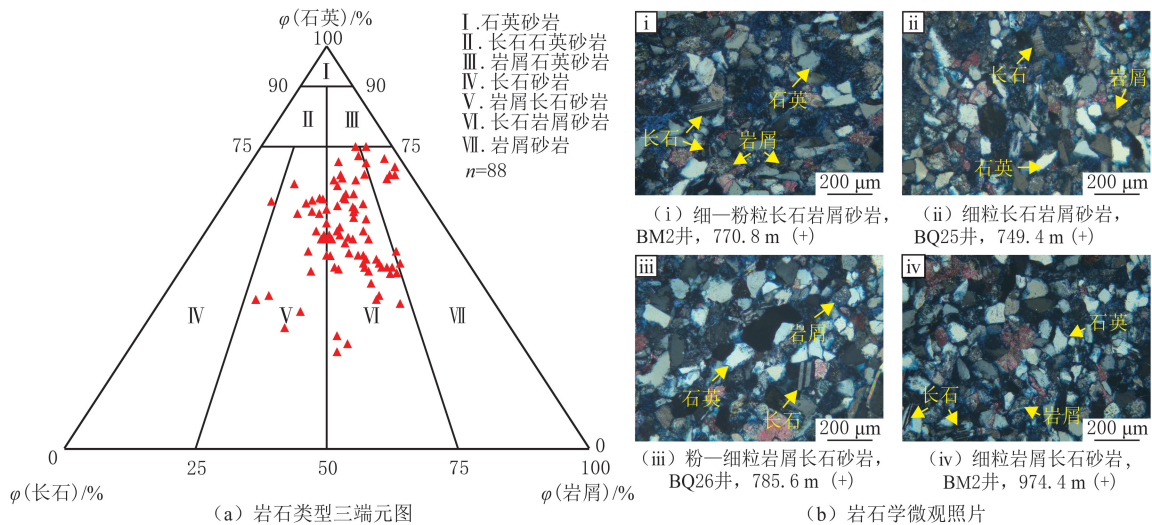 φ(石英)/%
100
90
90
75
75
Ⅰ
Ⅱ
Ⅲ
Ⅳ
Ⅴ
Ⅵ
Ⅶ
Ⅰ.石英砂岩
Ⅱ.长石石英砂岩
Ⅲ.岩屑石英砂岩
Ⅳ.长石砂岩
Ⅴ.岩屑长石砂岩
Ⅵ.长石岩屑砂岩
Ⅶ.岩屑砂岩
n=88
0
0
25
50
75
100
φ(长石)/%
φ(岩屑)/%
(a) 岩石类型三端元图
i
石英
长石
岩屑
200 μm
(i) 细—粉粒长石岩屑砂岩,
BM2井, 770.8 m (+)
ii
长石
岩屑
石英
200 μm
(ii) 细粒长石岩屑砂岩,
BQ25井, 749.4 m (+)
iii
岩屑
石英
长石
200 μm
(iii) 粉—细粒岩屑长石砂岩,
BQ26井, 785.6 m (+)
iv
石英
长石
岩屑
200 μm
(iv) 细粒岩屑长石砂岩,
BM2井, 974.4 m (+)
(b) 岩石学微观照片